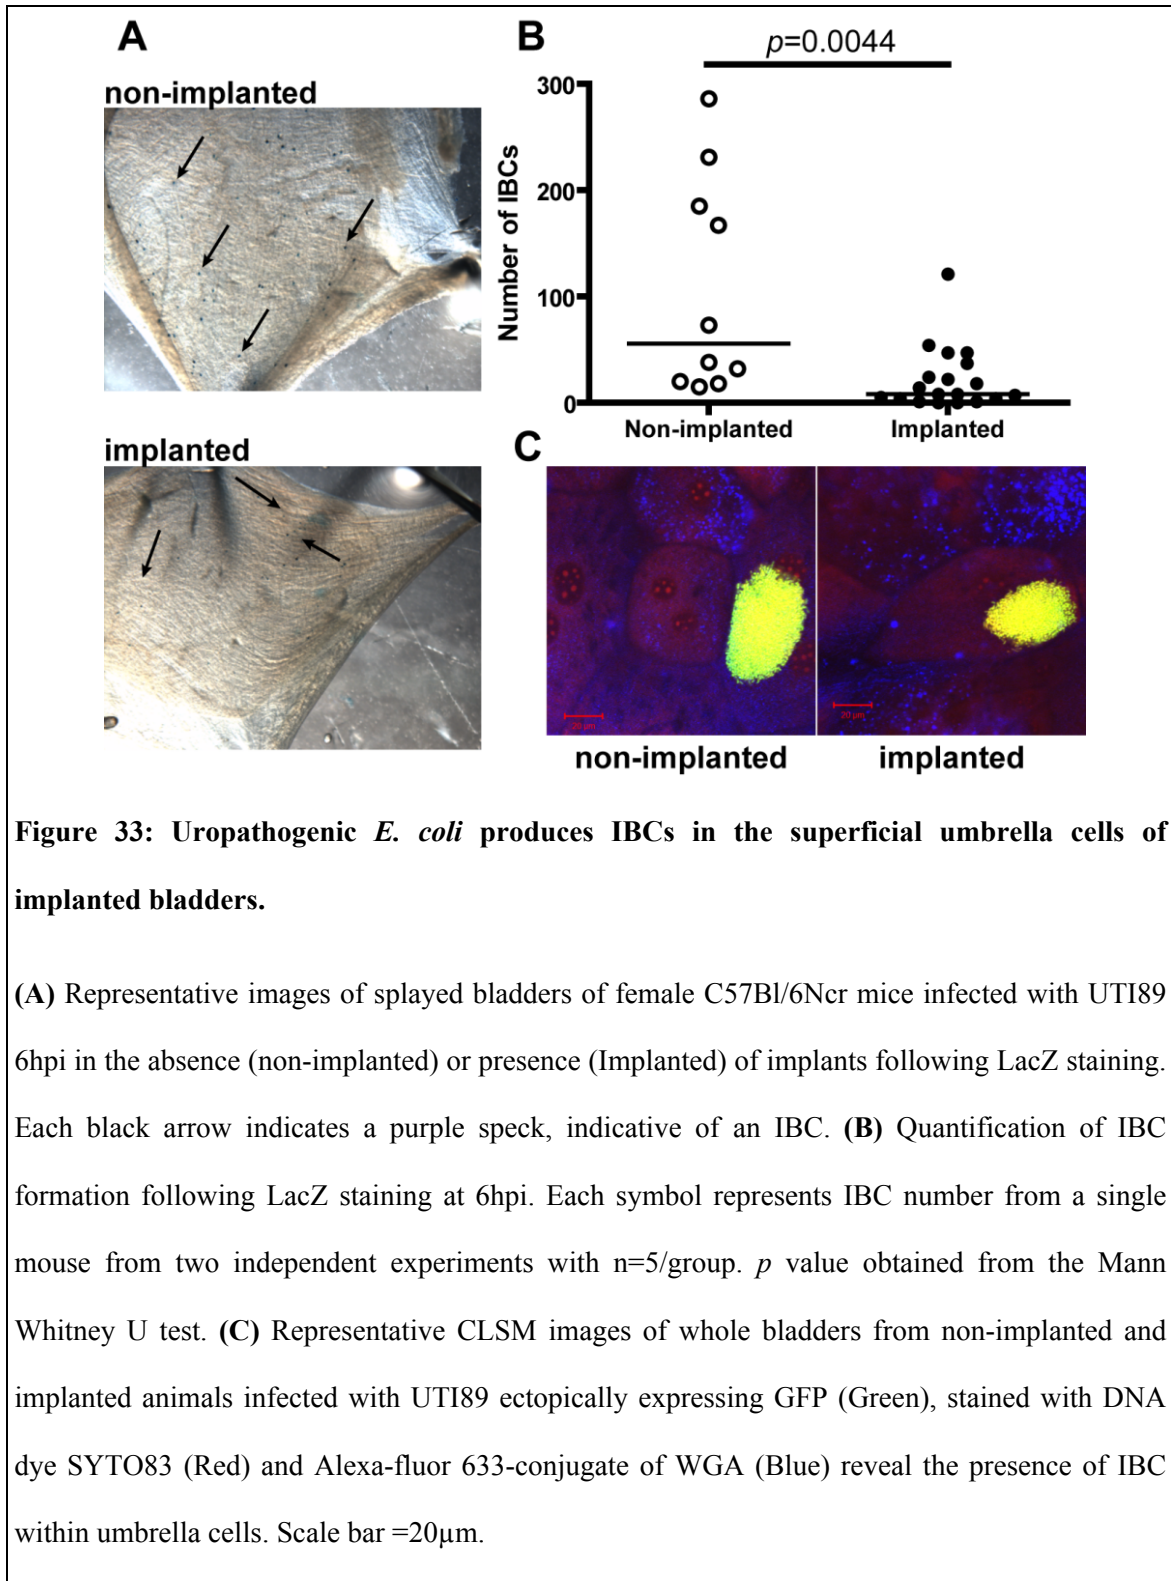 A
non-implanted
implanted
B
p=0.0044
Number of IBCs
300
200
100
0
Non-implanted
Implanted
C
20 µm
20 µm
non-implanted
implanted
Figure 33: Uropathogenic E. coli produces IBCs in the superficial umbrella cells of
implanted bladders.
(A) Representative images of splayed bladders of female C57Bl/6Ncr mice infected with UTI89
6hpi in the absence (non-implanted) or presence (Implanted) of implants following LacZ staining.
Each black arrow indicates a purple speck, indicative of an IBC. (B) Quantification of IBC
formation following LacZ staining at 6hpi. Each symbol represents IBC number from a single
mouse from two independent experiments with n=5/group. p value obtained from the Mann
Whitney U test. (C) Representative CLSM images of whole bladders from non-implanted and
implanted animals infected with UTI89 ectopically expressing GFP (Green), stained with DNA
dye SYTO83 (Red) and Alexa-fluor 633-conjugate of WGA (Blue) reveal the presence of IBC
within umbrella cells. Scale bar =20µm.